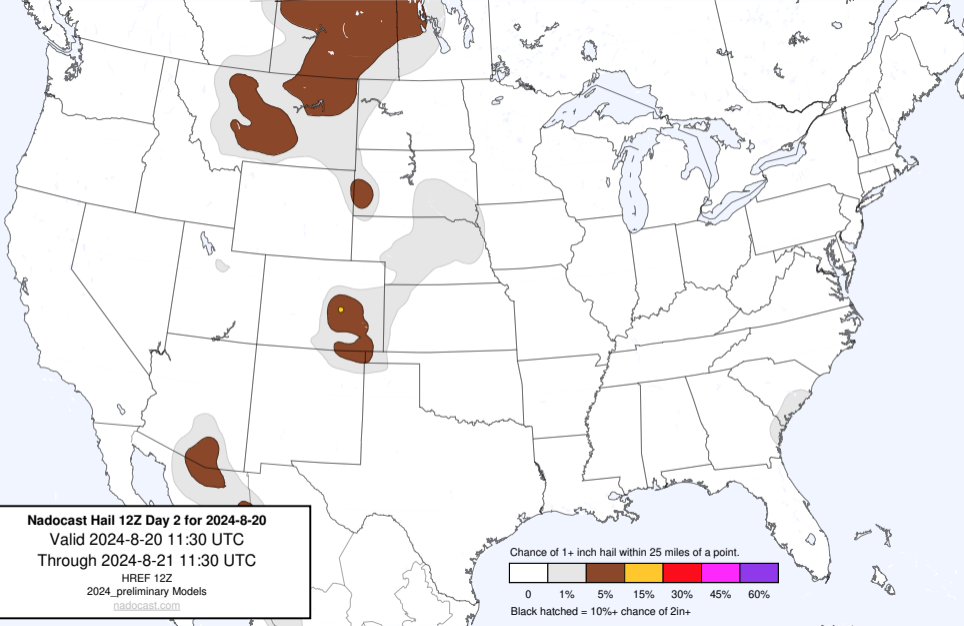 Nadocast Hail 12Z Day 2 for 2024-8-20
Valid 2024-8-20 11:30 UTC
Through 2024-8-21 11:30 UTC
HREF 12Z
2024_preliminary Models
nadocast.com
Chance of 1+ inch hail within 25 miles of a point.
0 1% 5% 15% 30% 45% 60%
Black hatched = 10%+ chance of 2in+